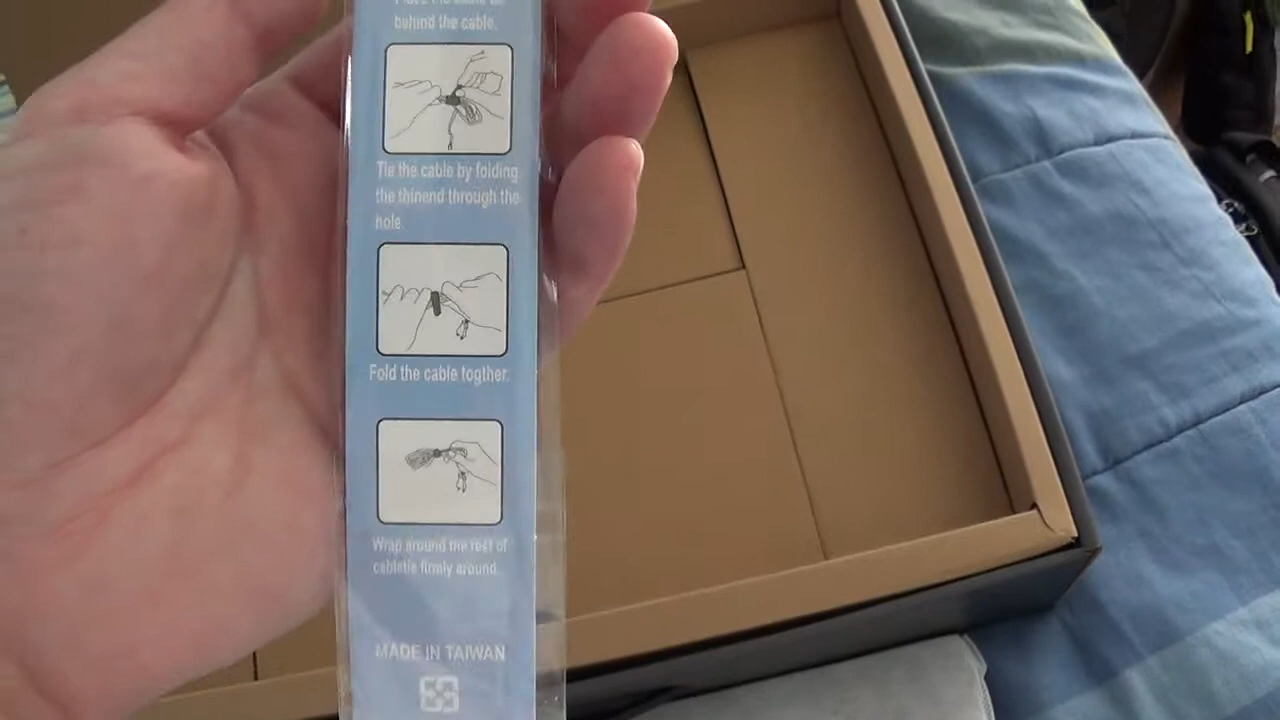 behind the cable.
Tie the cable by folding
the thinend through the
hole.
Fold the cable togther.
Wrap around the rest of
cabletie firmly around.
MADE IN TAIWAN